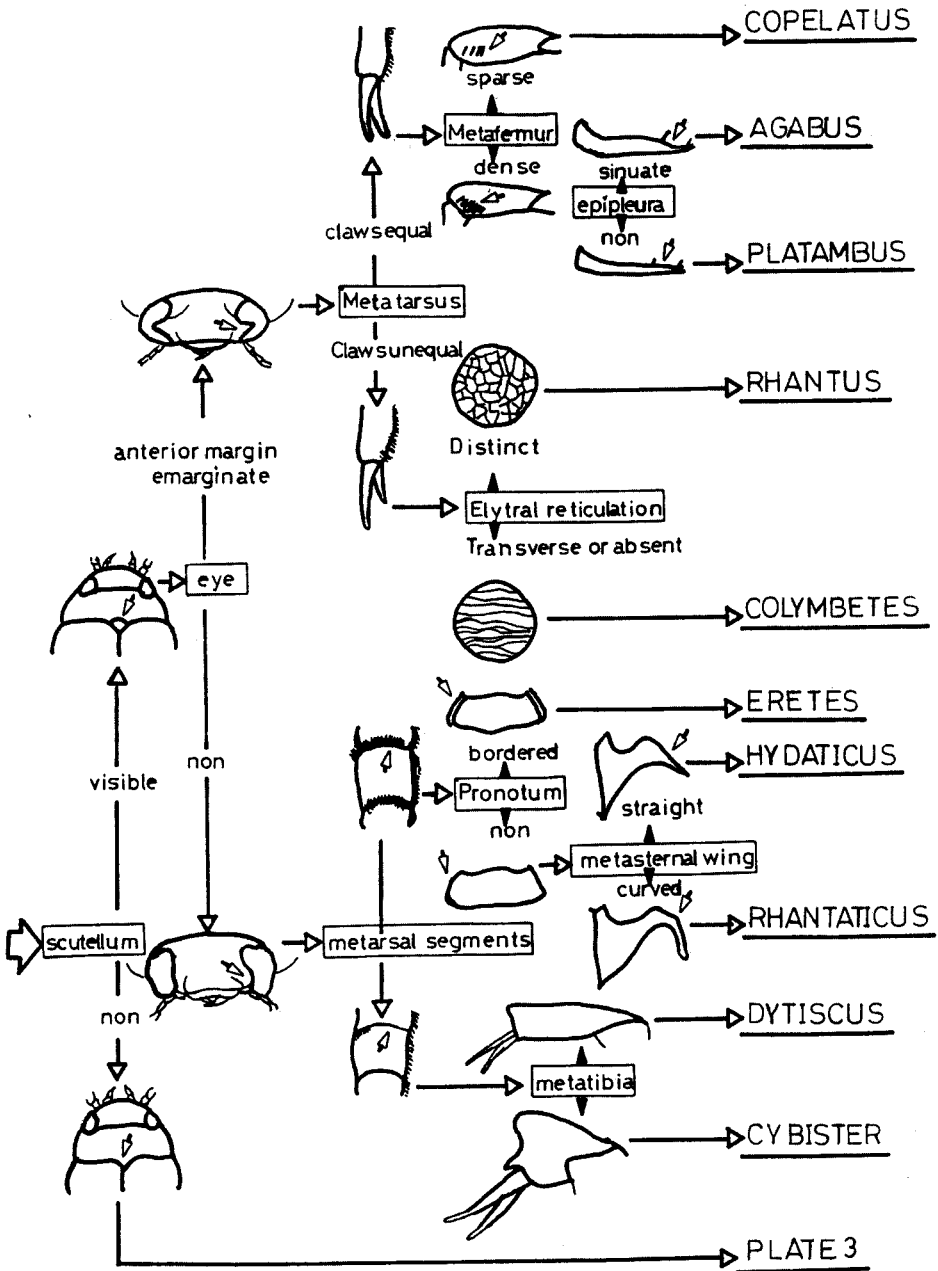 COPELATUS
sparse
Metafemur
AGABUS
dense
sinuate
epipleura
non
PLATAMBUS
claws equal
Metatarsus
Claws unequal
RHANTUS
Distinct
anterior margin
emarginate
Elytral reticulation
Transverse or absent
eye
COLYMBETES
ERETES
bordered
HYDATICUS
non
visible
Pronotum
straight
non
metasternal wing
curved
RHANTATICUS
scutellum
metarsal segments
non
DYTISCUS
metatibia
CYBISTER
PLATE 3